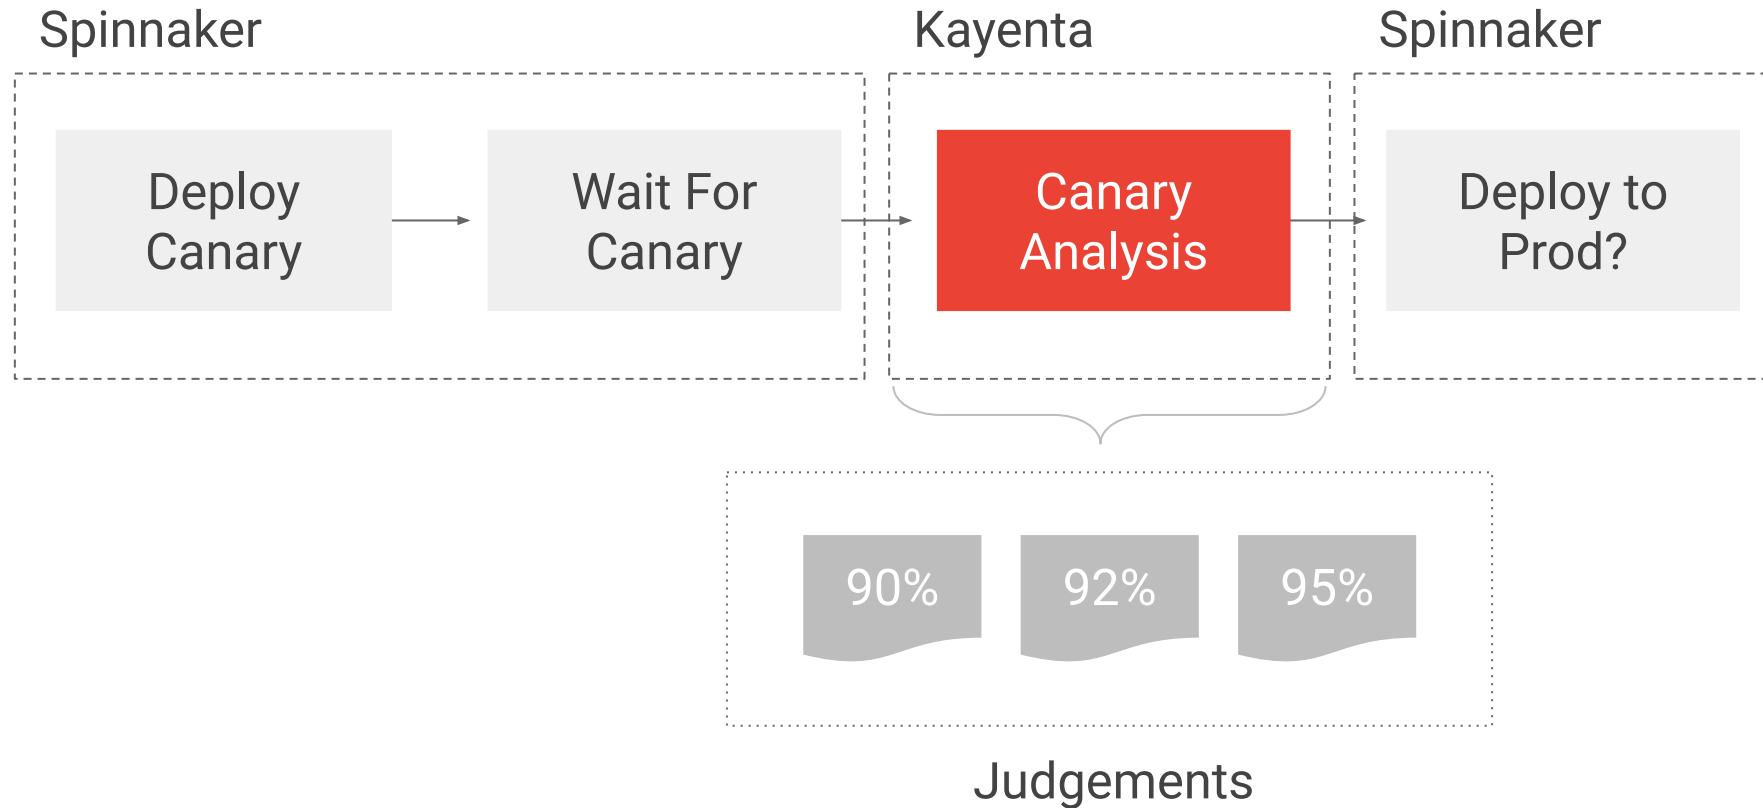 Spinnaker
Kayenta
Spinnaker
Deploy
Canary
Wait For
Canary
Canary
Analysis
Deploy to
Prod?
90%
92%
95%
Judgements